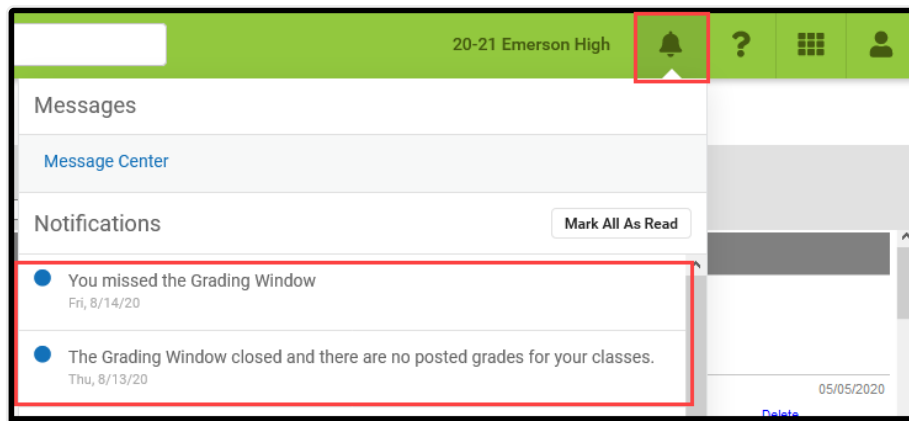 20-21 Emerson High
?
Messages
Message Center
Notifications
Mark All As Read
You missed the Grading Window
Fri, 8/14/20
The Grading Window closed and there are no posted grades for your classes.
Thu, 8/13/20
05/05/2020
Delete